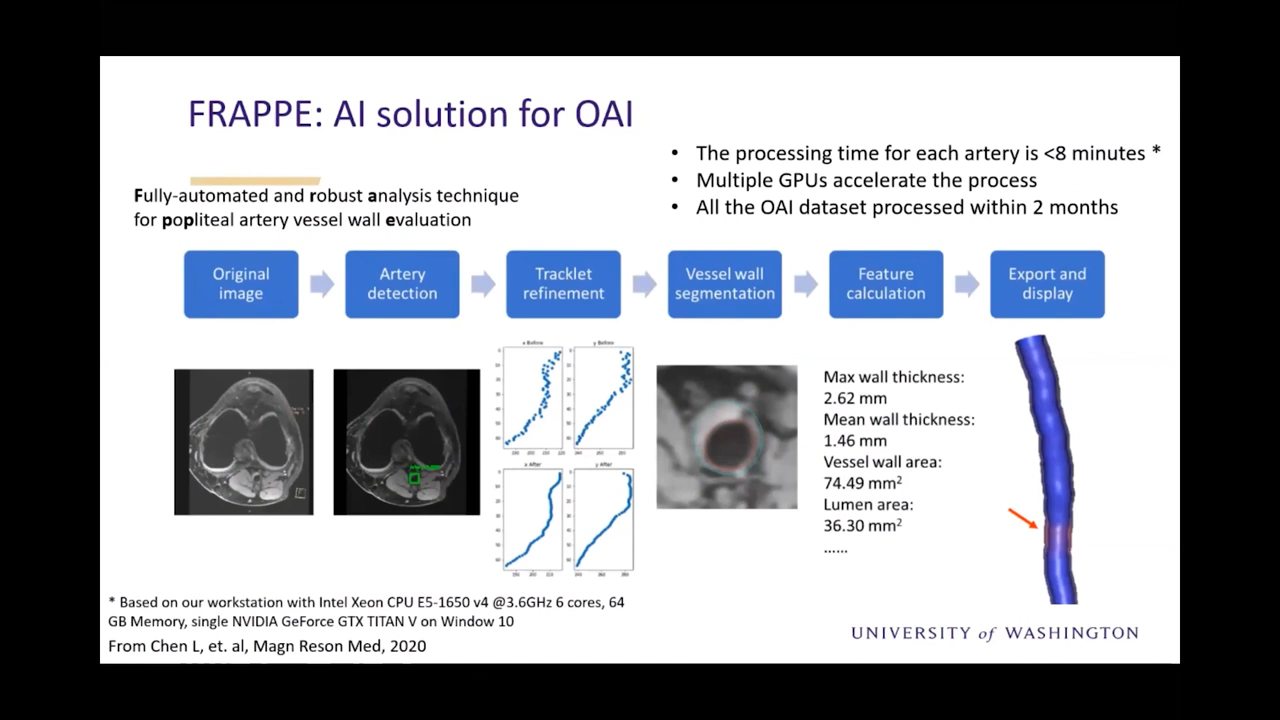 FRAPPE: AI solution for OAI
• The processing time for each artery is <8 minutes *
• Multiple GPUs accelerate the process
• All the OAI dataset processed within 2 months
Fully-automated and robust analysis technique
for popliteal artery vessel wall evaluation
Original
image
Artery
detection
Tracklet
refinement
Vessel wall
segmentation
Feature
calculation
Export and
display
x Before
y Before
x After
y After
Max wall thickness:
2.62 mm
Mean wall thickness:
1.46 mm
Vessel wall area:
74.49 mm²
Lumen area:
36.30 mm²
......
* Based on our workstation with Intel Xeon CPU E5-1650 v4 @3.6GHz 6 cores, 64
GB Memory, single NVIDIA GeForce GTX TITAN V on Window 10
From Chen L, et. al, Magn Reson Med, 2020
UNIVERSITY of WASHINGTON